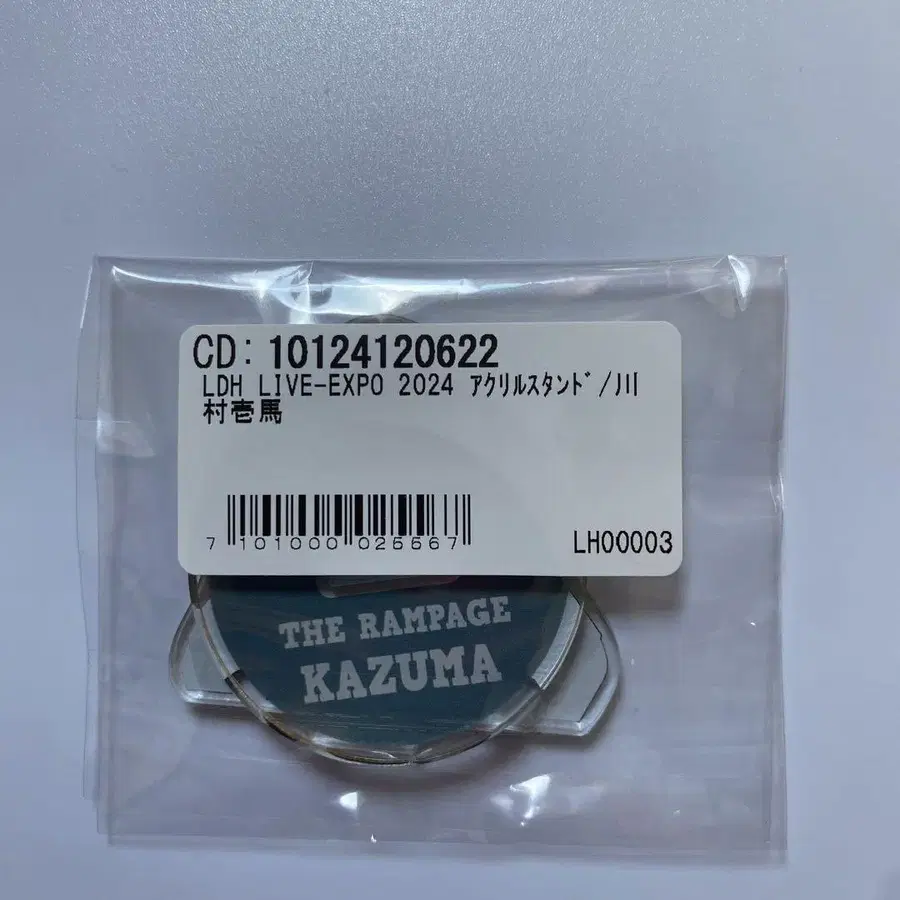 CD: 10124120622
LDH LIVE-EXPO 2024 ｱｸﾘﾙｽﾀﾝﾄﾞ/川
村壱馬
7 101000 026567
LH00003
THE RAMPAGE
KAZUMA